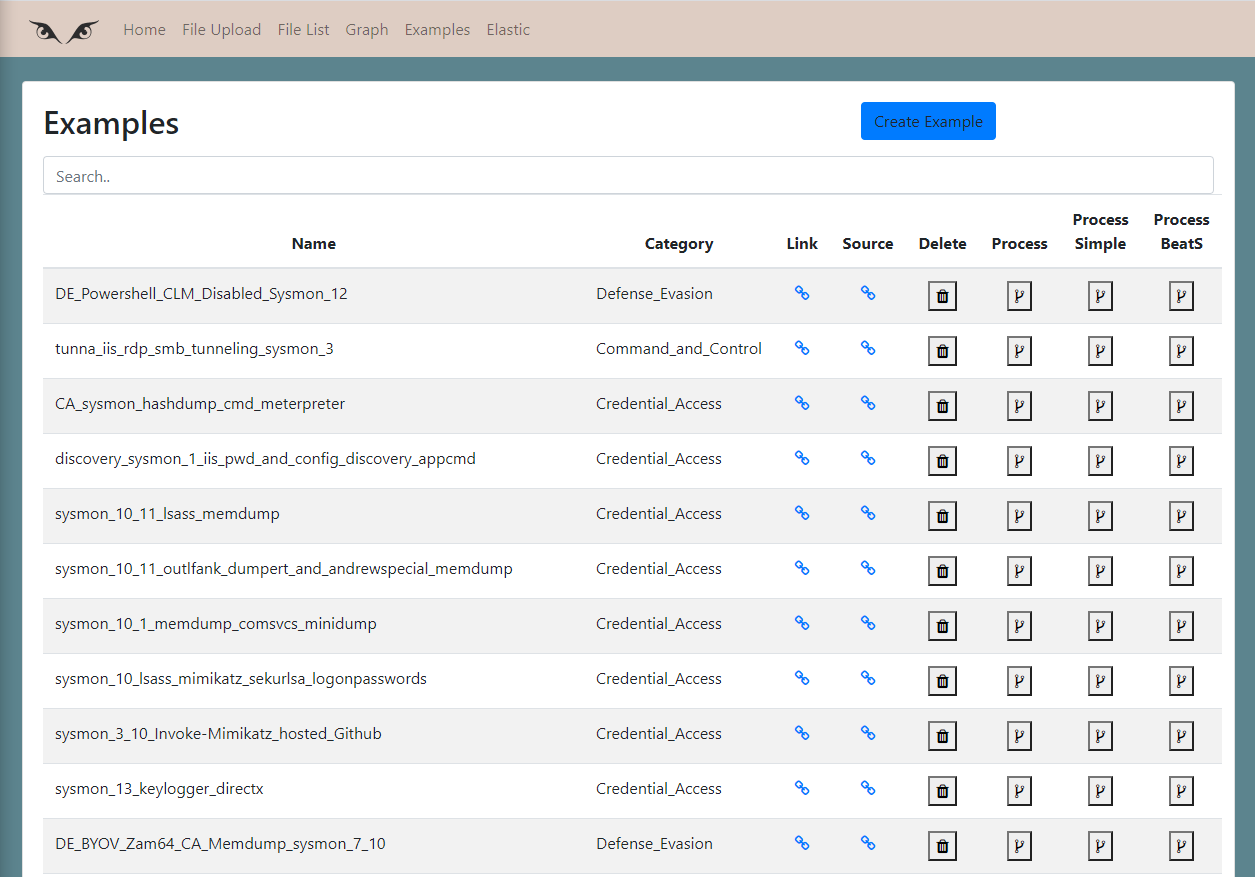 Home File Upload File List Graph Examples Elastic
Examples
Create Example
Search..
Name Category Link Source Delete Process Process Simple Process BeatS
DE_Powershell_CLM_Disabled_Sysmon_12 Defense_Evasion
tunna_iis_rdp_smb_tunneling_sysmon_3 Command_and_Control
CA_sysmon_hashdump_cmd_meterpreter Credential_Access
discovery_sysmon_1_iis_pwd_and_config_discovery_appcmd Credential_Access
sysmon_10_11_lsass_memdump Credential_Access
sysmon_10_11_outlfank_dumpert_and_andrewspecial_memdump Credential_Access
sysmon_10_1_memdump_comsvcs_minidump Credential_Access
sysmon_10_lsass_mimikatz_sekurlsa_logonpasswords Credential_Access
sysmon_3_10_Invoke-Mimikatz_hosted_Github Credential_Access
sysmon_13_keylogger_directx Credential_Access
DE_BYOV_Zam64_CA_Memdump_sysmon_7_10 Defense_Evasion